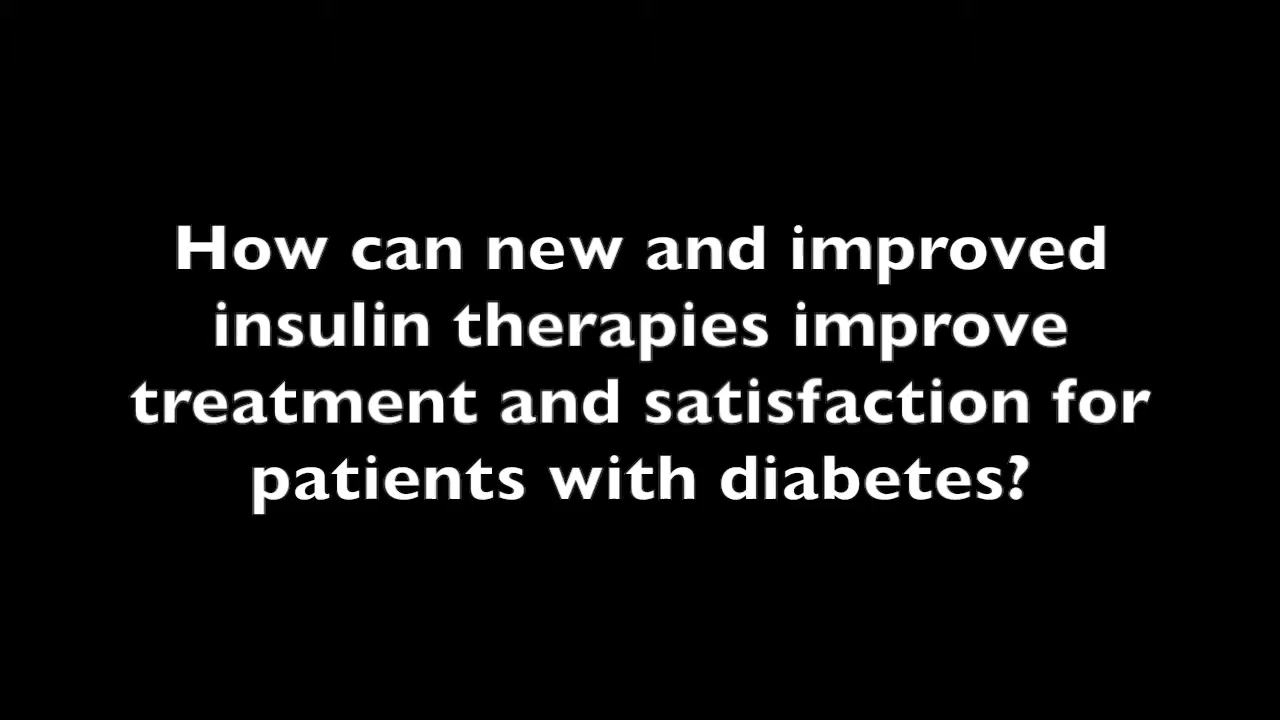 How can new and improved
insulin therapies improve
treatment and satisfaction for
patients with diabetes?